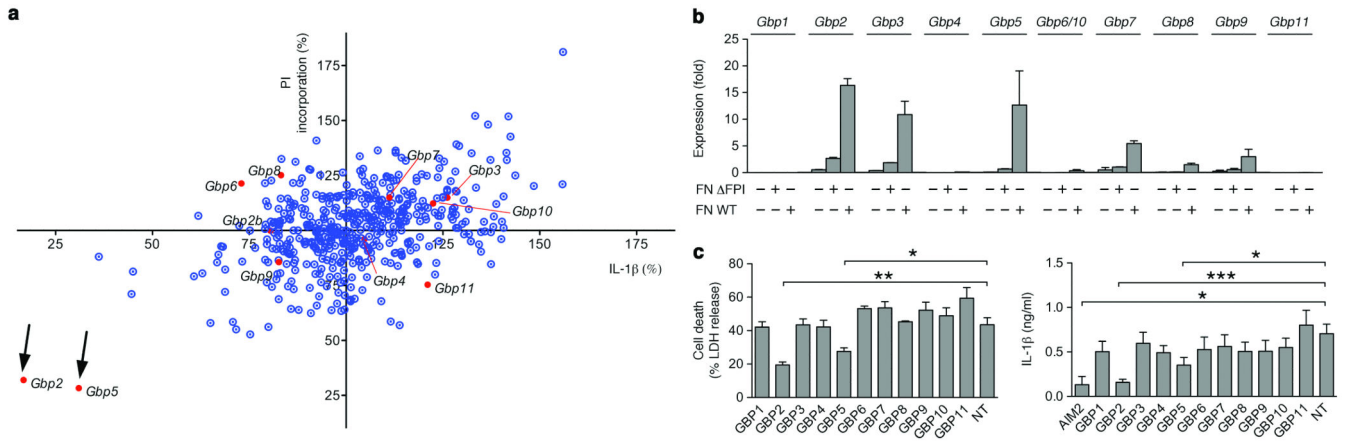 a
PI
incorporation (%)
175
150
125
75
50
25
25
50
75
125
150
175
IL-1β (%)
Gbp7
Gbp3
Gbp8
Gbp6
Gbp10
Gbp2b
Gbp4
Gbp9
Gbp11
Gbp2
Gbp5
b
Gbp1 Gbp2 Gbp3 Gbp4 Gbp5 Gbp6/10 Gbp7 Gbp8 Gbp9 Gbp11
Expression (fold)
25
20
15
10
5
0
FN ΔFPI – + – – + – – + – – + – – + – – + – – + – – + – – + – – + –
FN WT – – + – – + – – + – – + – – + – – + – – + – – + – – + – – +
c
Cell death
(% LDH release)
80
60
40
20
0
*
**
GBP1 GBP2 GBP3 GBP4 GBP5 GBP6 GBP7 GBP8 GBP9 GBP10 GBP11 NT
IL-1β (ng/ml)
1.5
1.0
0.5
0
*
***
*
AIM2 GBP1 GBP2 GBP3 GBP4 GBP5 GBP6 GBP7 GBP8 GBP9 GBP10 GBP11 NT